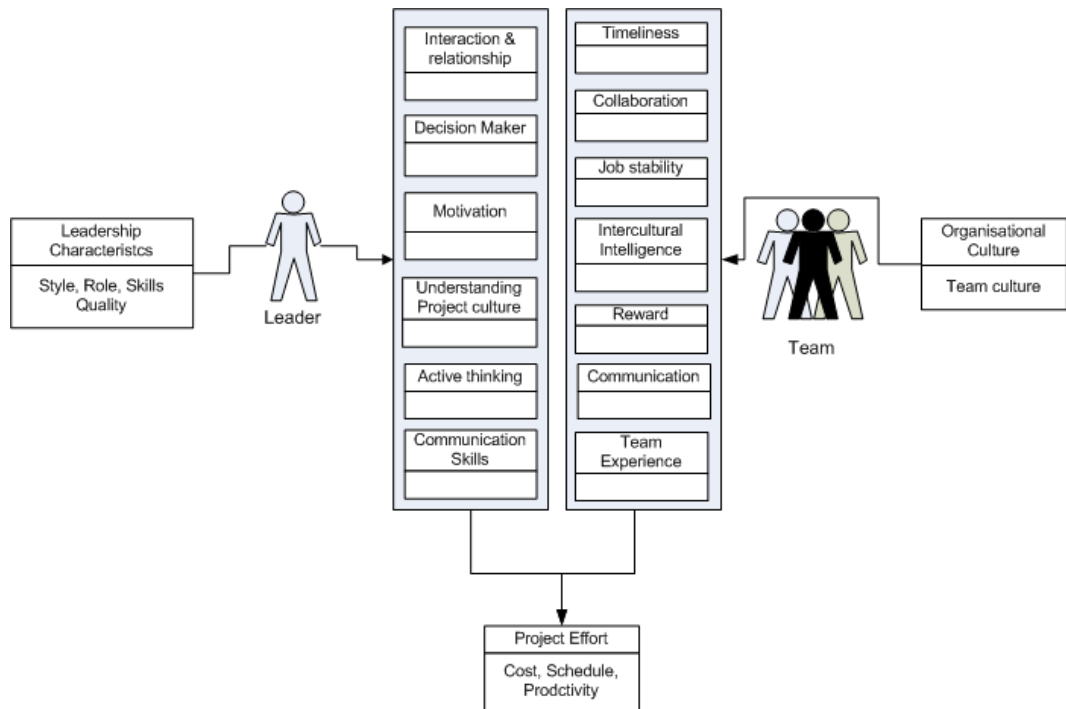 Leadership
Characteristcs
Style, Role, Skills
Quality
Leader
Interaction &
relationship
Decision Maker
Motivation
Understanding
Project culture
Active thinking
Communication
Skills
Timeliness
Collaboration
Job stability
Intercultural
Intelligence
Reward
Communication
Team
Experience
Team
Organisational
Culture
Team culture
Project Effort
Cost, Schedule,
Prodctivity